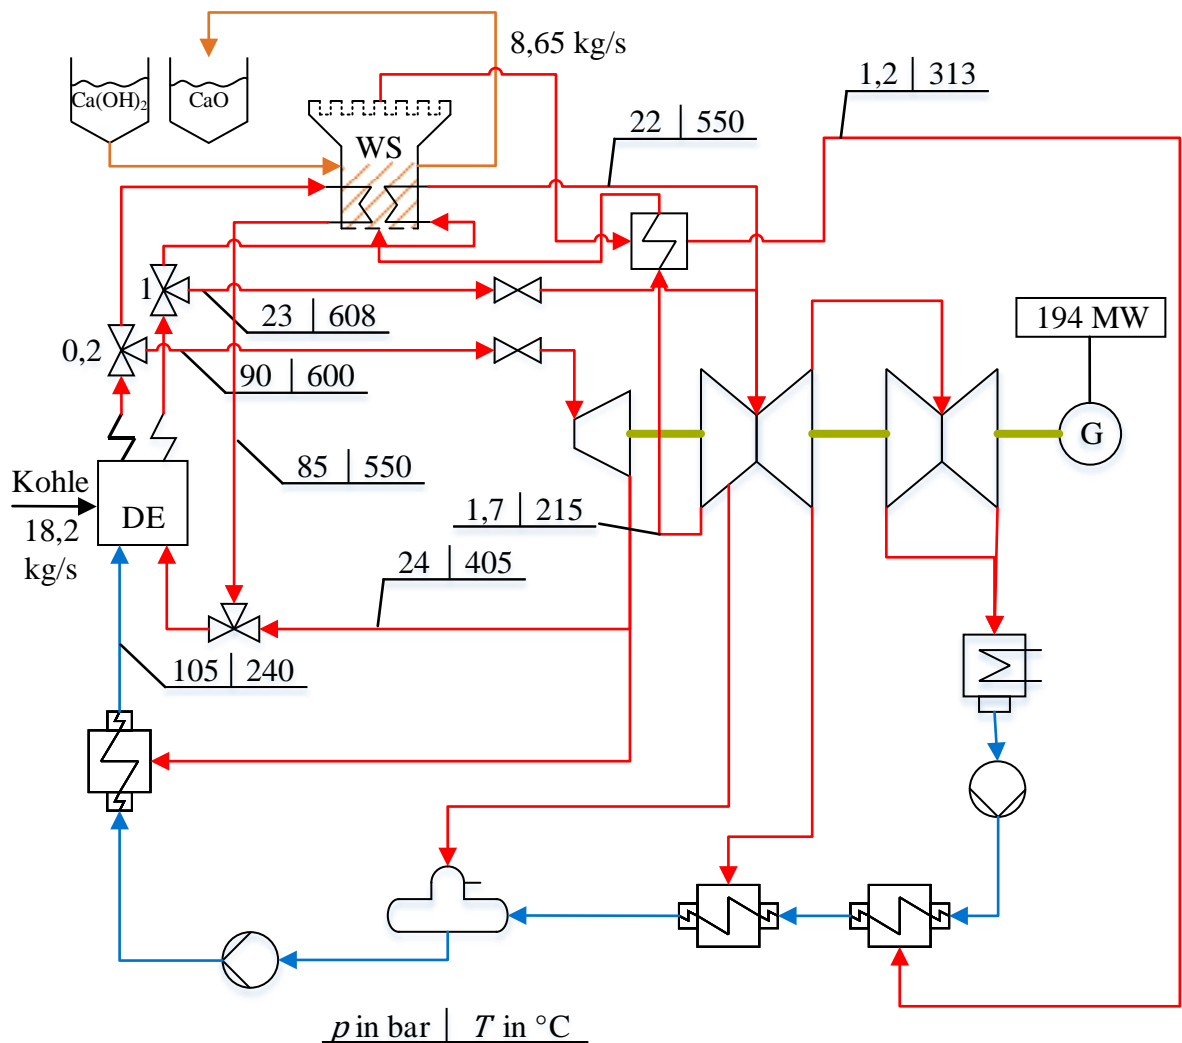 8,65 kg/s
1,2 | 313
Ca(OH)₂
CaO
WS
22 | 550
1
23 | 608
194 MW
0,2
90 | 600
G
Kohle
85 | 550
DE
18,2
kg/s
1,7 | 215
24 | 405
105 | 240
p in bar | T in °C